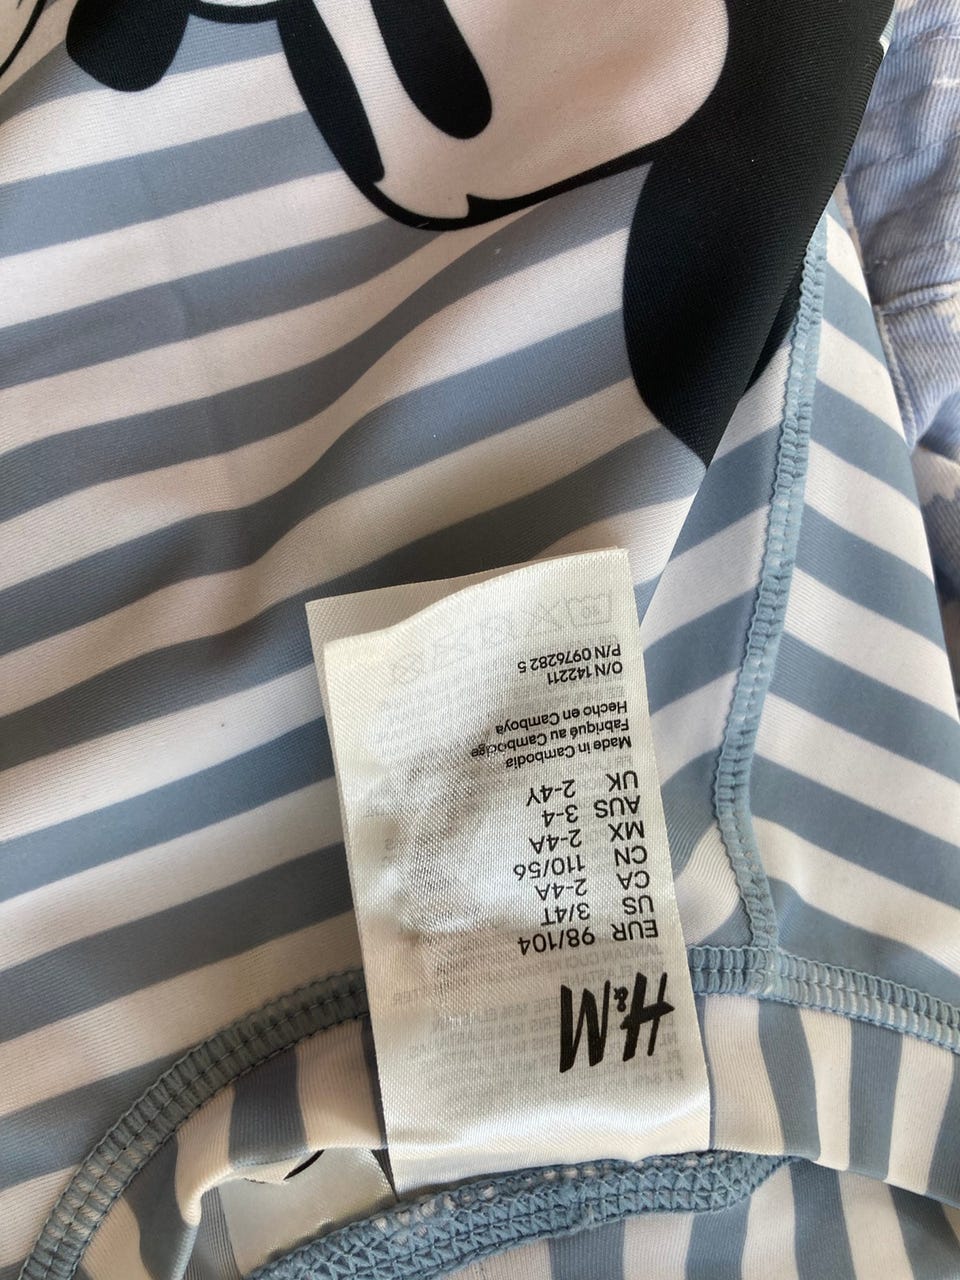 H&M
EUR 98/104
US 3/4T
CA 2-4A
CN 110/56
MX 2-4A
AUS 3-4
UK 2-4Y
Made in Cambodia
Fabriqué au Cambodge
Hecho en Camboya
O/N 142211
P/N 0976282 5